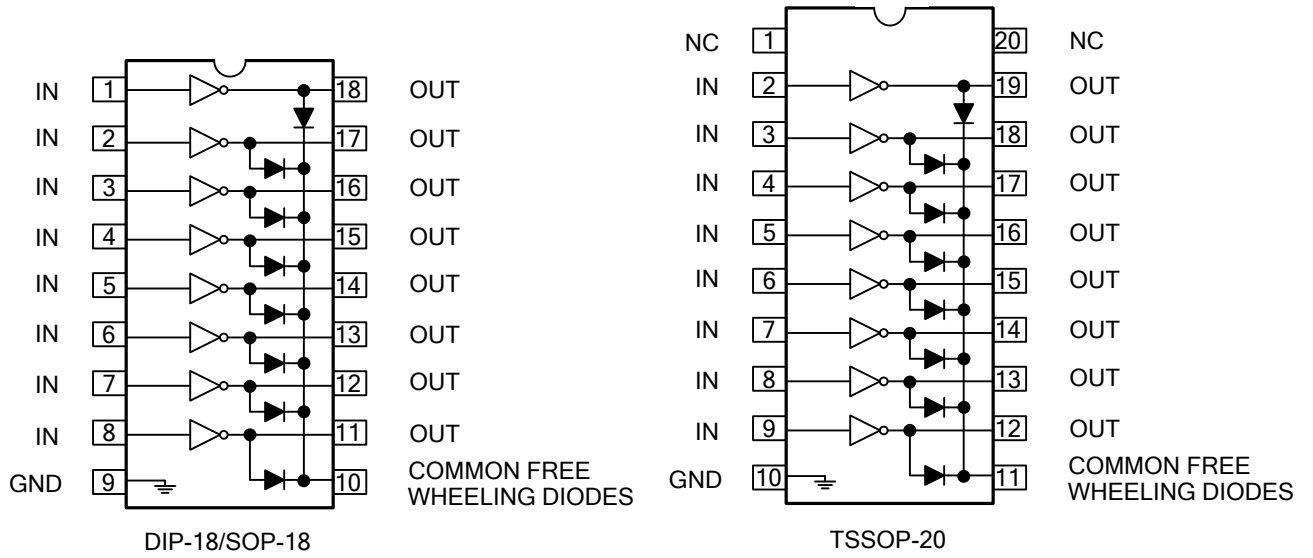 IN 1 18 OUT
IN 2 17 OUT
IN 3 16 OUT
IN 4 15 OUT
IN 5 14 OUT
IN 6 13 OUT
IN 7 12 OUT
IN 8 11 OUT
GND 9 10 COMMON FREE
WHEELING DIODES
DIP-18/SOP-18
NC 1 20 NC
IN 2 19 OUT
IN 3 18 OUT
IN 4 17 OUT
IN 5 16 OUT
IN 6 15 OUT
IN 7 14 OUT
IN 8 13 OUT
IN 9 12 OUT
GND 10 11 COMMON FREE
WHEELING DIODES
TSSOP-20